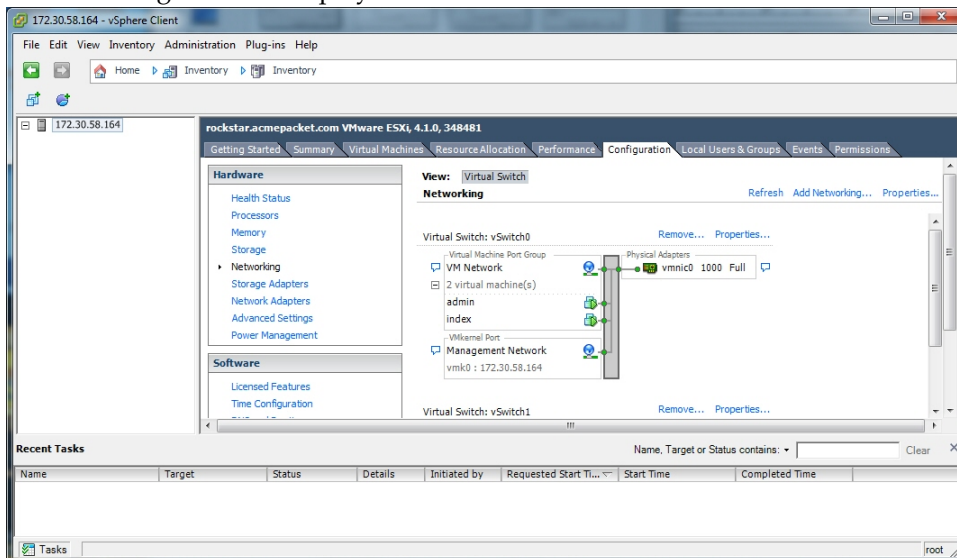 172.30.58.164 - vSphere Client
File Edit View Inventory Administration Plug-ins Help
Home Inventory Inventory
172.30.58.164
rockstar.acmepacket.com VMware ESXi, 4.1.0, 348481
Getting Started Summary Virtual Machines Resource Allocation Performance Configuration Local Users & Groups Events Permissions
Hardware
Health Status
Processors
Memory
Storage
Networking
Storage Adapters
Network Adapters
Advanced Settings
Power Management
Software
Licensed Features
Time Configuration
View: Virtual Switch
Networking
Refresh Add Networking... Properties...
Virtual Switch: vSwitch0 Remove... Properties...
Virtual Machine Port Group
VM Network
2 virtual machine(s)
admin
index
VMkernel Port
Management Network
vmk0 : 172.30.58.164
Physical Adapters
vmnic0 1000 Full
Virtual Switch: vSwitch1 Remove... Properties...
Recent Tasks
Name, Target or Status contains: Clear
Name Target Status Details Initiated by Requested Start Ti... Start Time Completed Time
Tasks root